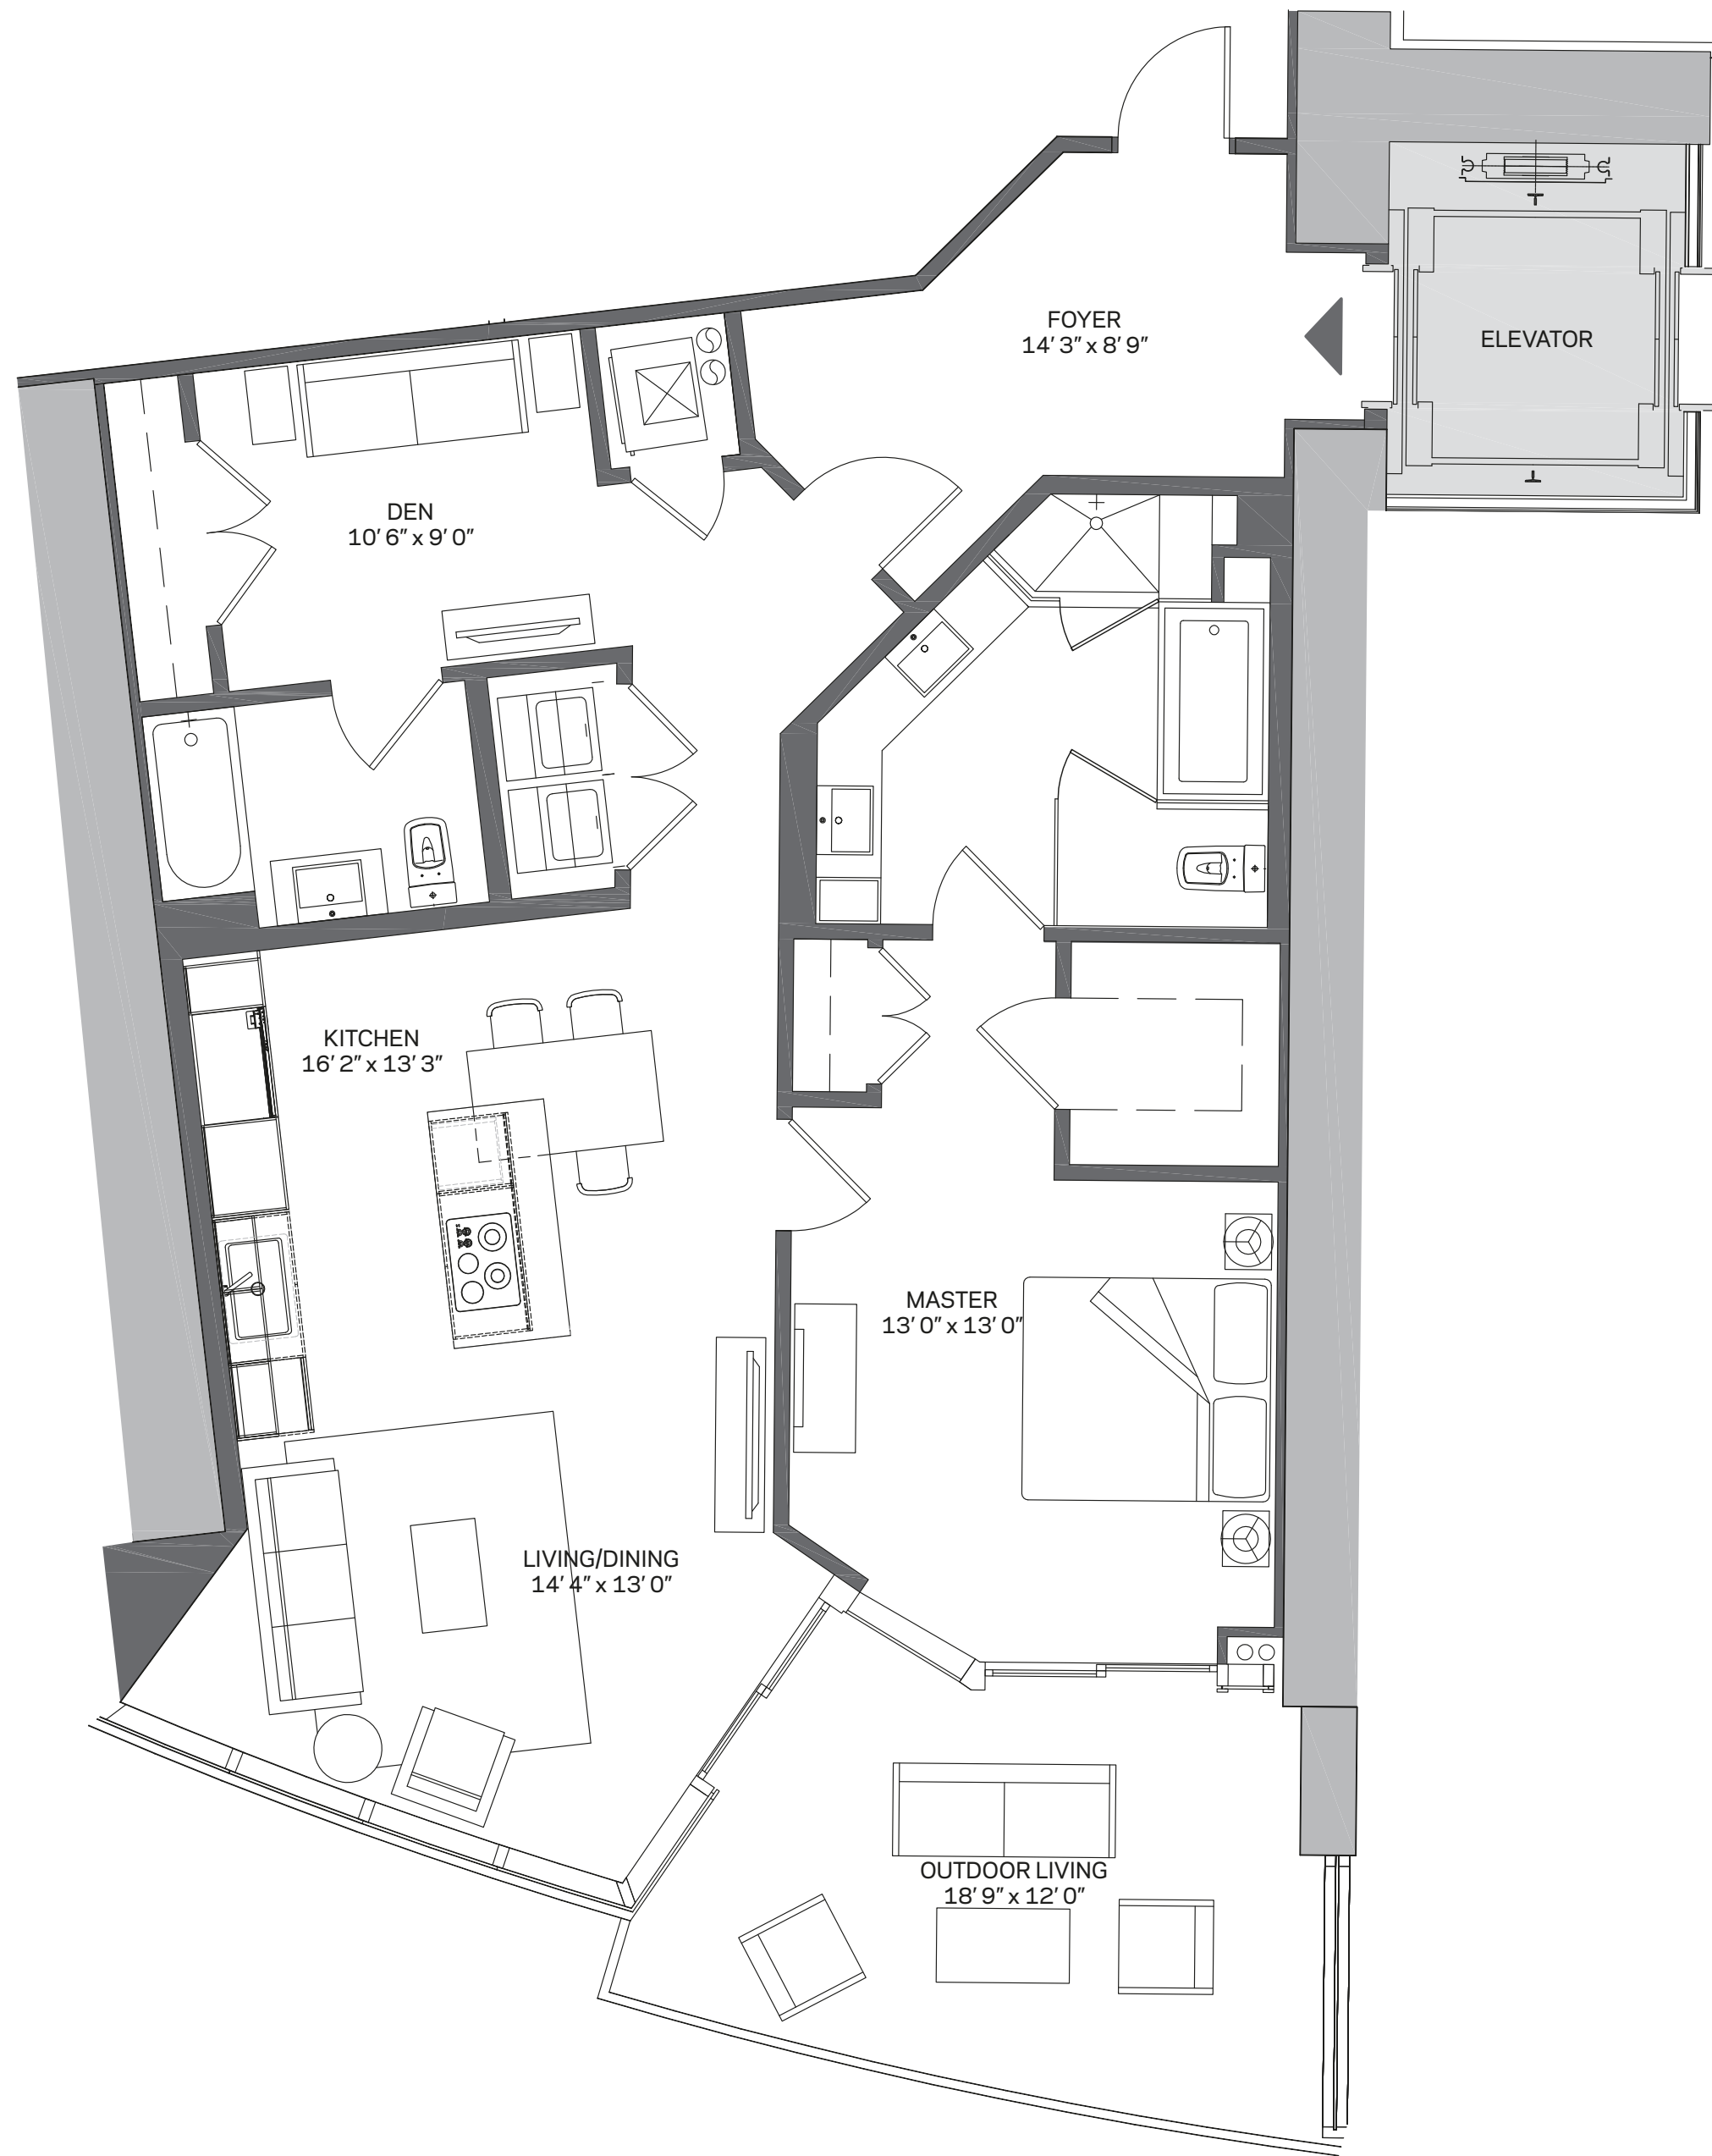 FOYER
14’ 3” x 8’ 9”
ELEVATOR
DEN
10’ 6” x 9’ 0”
KITCHEN
16’ 2” x 13’ 3”
MASTER
13’ 0” x 13’ 0”
LIVING/DINING
14’ 4” x 13’ 0”
OUTDOOR LIVING
18’ 9” x 12’ 0”